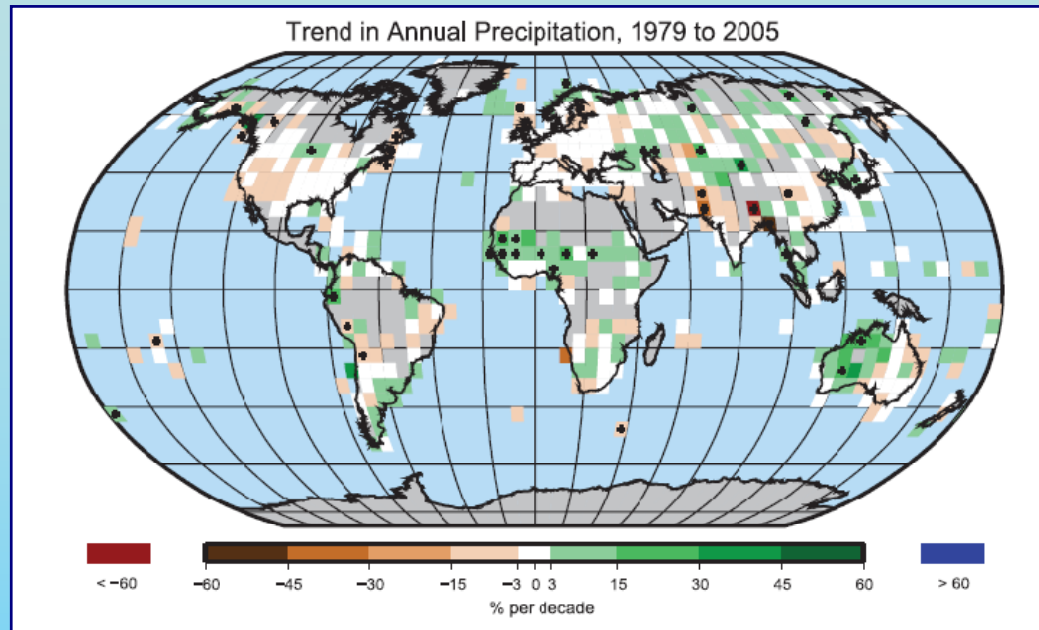 Trend in Annual Precipitation, 1979 to 2005
< −60
−60 −45 −30 −15 −3 0 3 15 30 45 60
> 60
% per decade